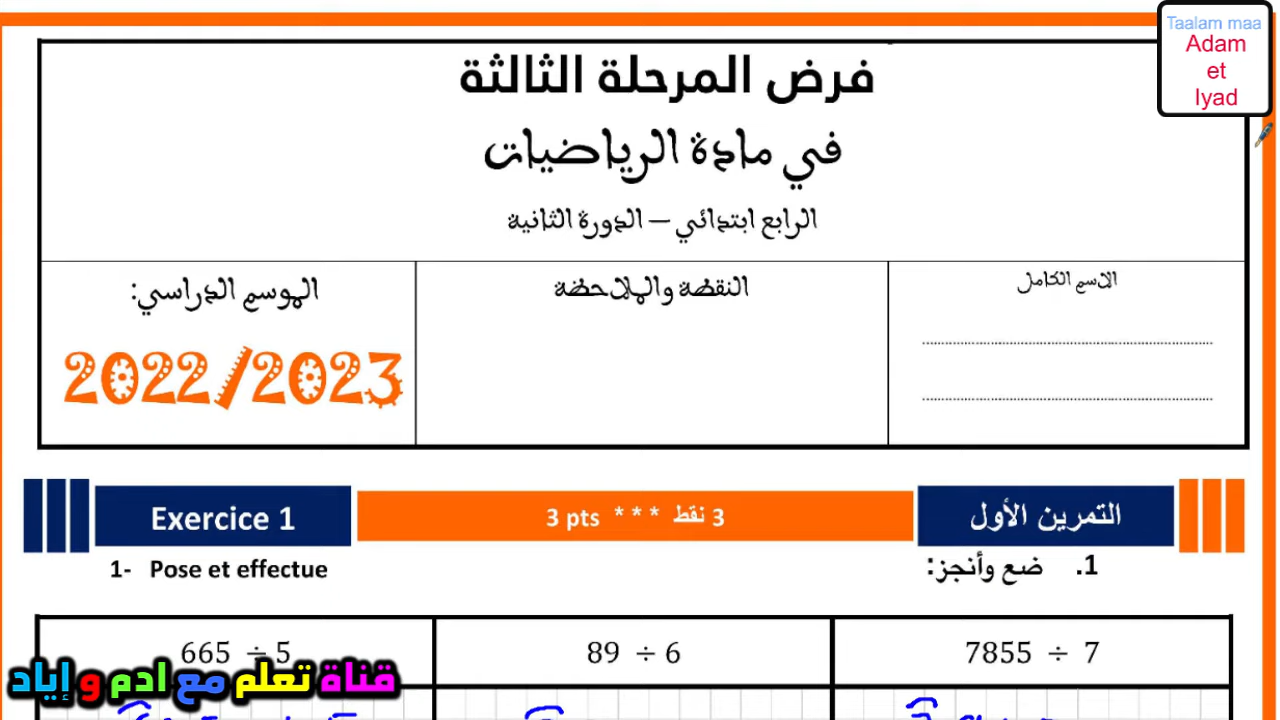 Taalam maa
Adam
et
Iyad
فرض المرحلة الثالثة
في مادة الرياضيات
الرابع ابتدائي – الدورة الثانية
الاسم الكامل
النقطة والملاحظة
الموسم الدراسي:
2022/2023
التمرين الأول
3 نقط * * * 3 pts
Exercice 1
1. ضع وأنجز:
1- Pose et effectue
665 ÷ 5
89 ÷ 6
7855 ÷ 7
قناة تعلم مع ادم و إياد